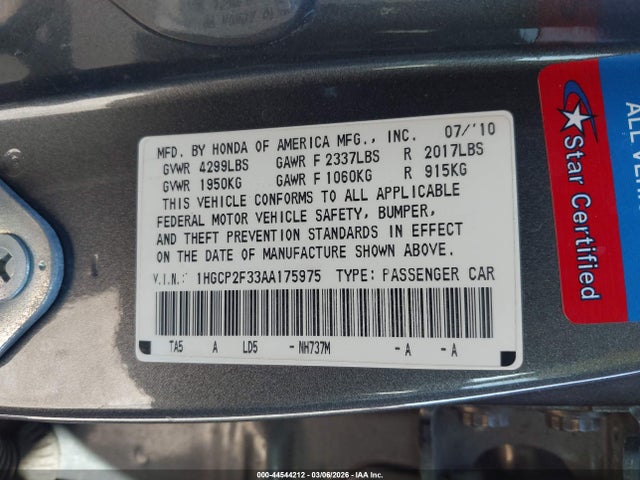 MFD. BY HONDA OF AMERICA MFG., INC. 07/'10
GVWR 4299LBS GAWR F 2337LBS R 2017LBS
GVWR 1950KG GAWR F 1060KG R 915KG
THIS VEHICLE CONFORMS TO ALL APPLICABLE
FEDERAL MOTOR VEHICLE SAFETY, BUMPER,
AND THEFT PREVENTION STANDARDS IN EFFECT
ON THE DATE OF MANUFACTURE SHOWN ABOVE.
V.I.N.: 1HGCP2F33AA175975 TYPE: PASSENGER CAR
TA5 A LD5 -NH737M -A -A
Star Certified
ALL
000-44544212 - 03/06/2026 - IAA Inc.